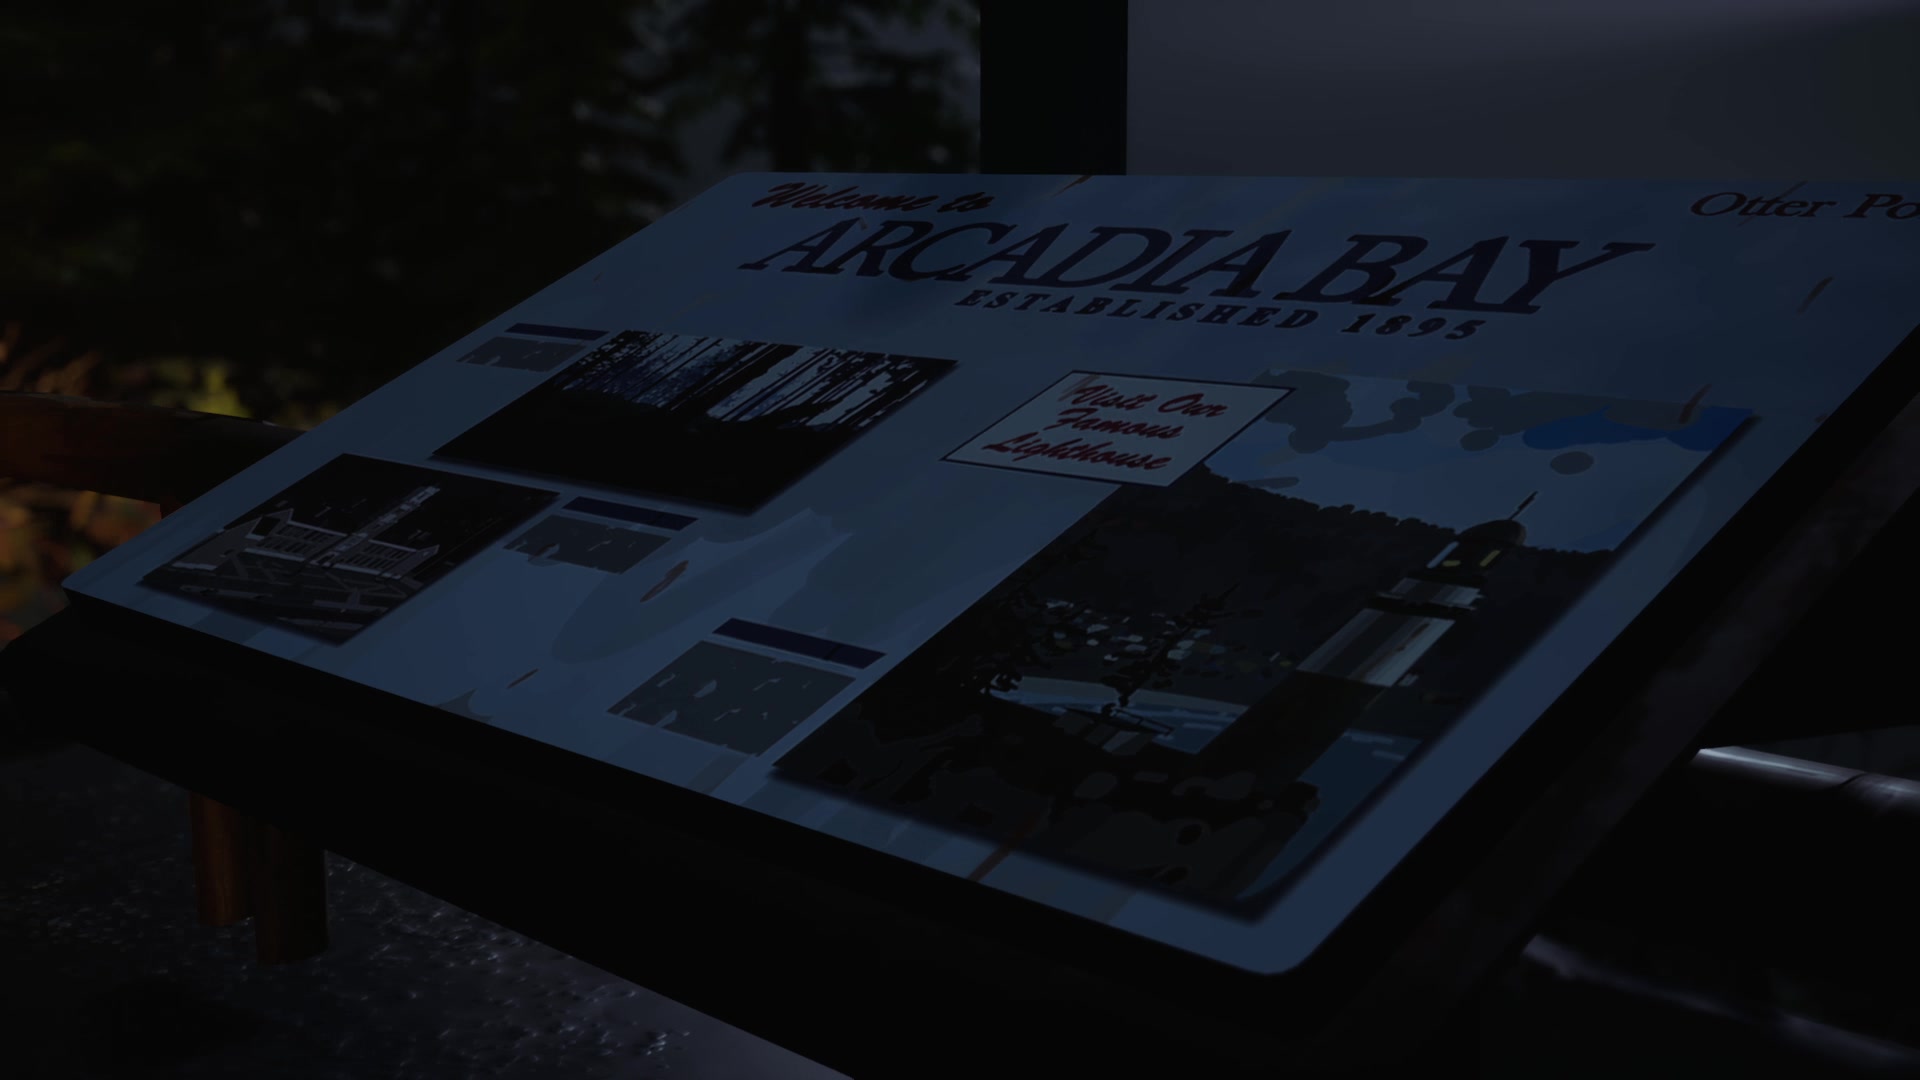 Welcome to
ARCADIA BAY
ESTABLISHED 1895
Otter Po
Visit Our
Famous
Lighthouse